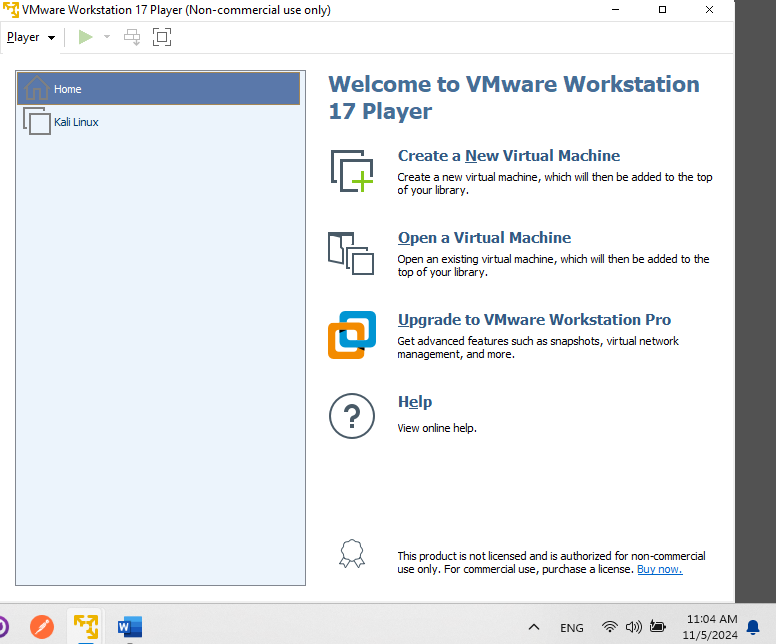 VMware Workstation 17 Player (Non-commercial use only)
Player
Home
Kali Linux
Welcome to VMware Workstation
17 Player
Create a New Virtual Machine
Create a new virtual machine, which will then be added to the top
of your library.
Open a Virtual Machine
Open an existing virtual machine, which will then be added to the
top of your library.
Upgrade to VMware Workstation Pro
Get advanced features such as snapshots, virtual network
management, and more.
?
Help
View online help.
This product is not licensed and is authorized for non-commercial
use only. For commercial use, purchase a license. Buy now.
W
ENG
11:04 AM
11/5/2024